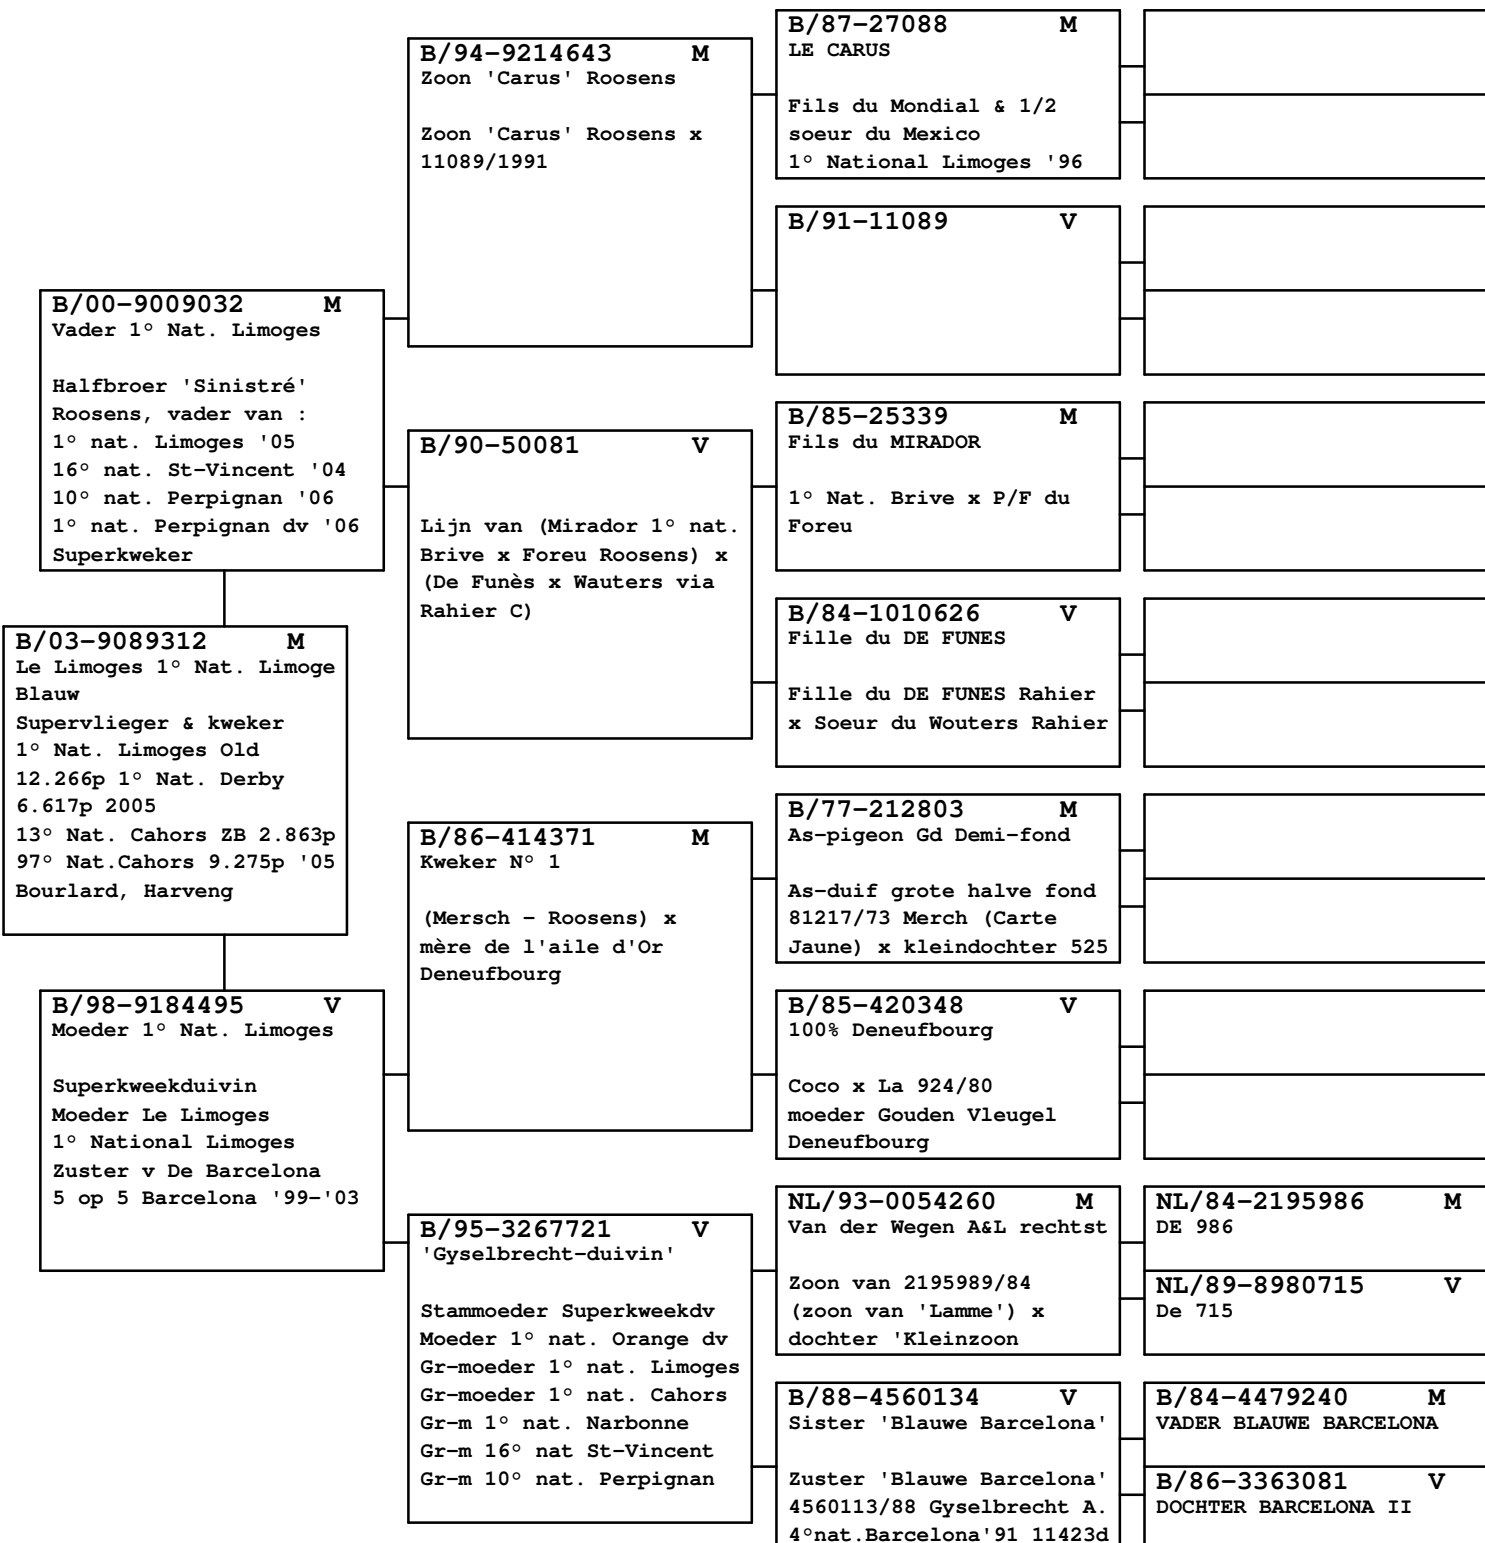 B/87-27088 M
LE CARUS
Fils du Mondial & 1/2
soeur du Mexico
1° National Limoges '96
B/94-9214643 M
Zoon 'Carus' Roosens
Zoon 'Carus' Roosens x
11089/1991
B/91-11089 V
B/00-9009032 M
Vader 1° Nat. Limoges
Halfbroer 'Sinistré'
Roosens, vader van :
1° nat. Limoges '05
16° nat. St-Vincent '04
10° nat. Perpignan '06
1° nat. Perpignan dv '06
Superkweker
B/85-25339 M
Fils du MIRADOR
1° Nat. Brive x P/F du
Foreu
B/90-50081 V
Lijn van (Mirador 1° nat.
Brive x Foreu Roosens) x
(De Funès x Wauters via
Rahier C)
B/84-1010626 V
Fille du DE FUNES
Fille du DE FUNES Rahier
x Soeur du Wouters Rahier
B/03-9089312 M
Le Limoges 1° Nat. Limoge
Blauw
Supervlieger & kweker
1° Nat. Limoges Old
12.266p 1° Nat. Derby
6.617p 2005
13° Nat. Cahors ZB 2.863p
97° Nat.Cahors 9.275p '05
Bourlard, Harveng
B/77-212803 M
As-pigeon Gd Demi-fond
As-duif grote halve fond
81217/73 Merch (Carte
Jaune) x kleindochter 525
B/86-414371 M
Kweker N° 1
(Mersch - Roosens) x
mère de l'aile d'Or
Deneufbourg
B/85-420348 V
100% Deneufbourg
Coco x La 924/80
moeder Gouden Vleugel
Deneufbourg
B/98-9184495 V
Moeder 1° Nat. Limoges
Superkweekduivin
Moeder Le Limoges
1° National Limoges
Zuster v De Barcelona
5 op 5 Barcelona '99-'03
NL/93-0054260 M
Van der Wegen A&L rechtst
Zoon van 2195989/84
(zoon van 'Lamme') x
dochter 'Kleinzoon
NL/84-2195986 M
DE 986
NL/89-8980715 V
De 715
B/95-3267721 V
'Gyselbrecht-duivin'
Stammoeder Superkweekdv
Moeder 1° nat. Orange dv
Gr-moeder 1° nat. Limoges
Gr-moeder 1° nat. Cahors
Gr-m 1° nat. Narbonne
Gr-m 16° nat St-Vincent
Gr-m 10° nat. Perpignan
B/88-4560134 V
Sister 'Blauwe Barcelona'
Zuster 'Blauwe Barcelona'
4560113/88 Gyselbrecht A.
4°nat.Barcelona'91 11423d
B/84-4479240 M
VADER BLAUWE BARCELONA
B/86-3363081 V
DOCHTER BARCELONA II